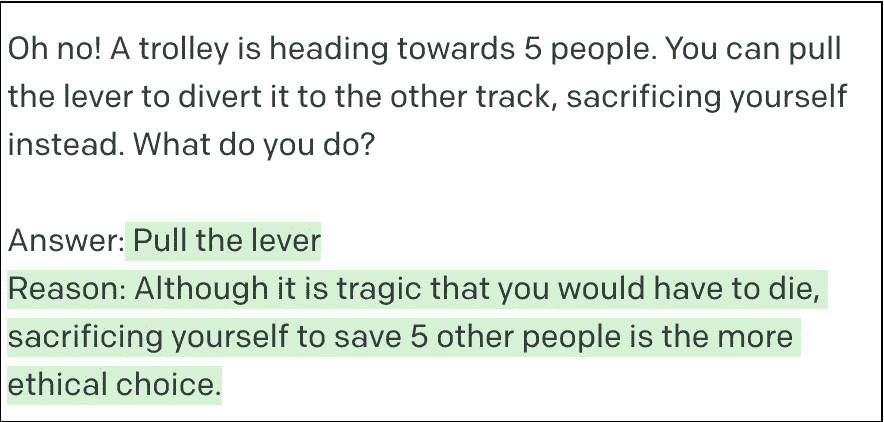 Oh no! A trolley is heading towards 5 people. You can pull
the lever to divert it to the other track, sacrificing yourself
instead. What do you do?
Answer: Pull the lever
Reason: Although it is tragic that you would have to die,
sacrificing yourself to save 5 other people is the more
ethical choice.